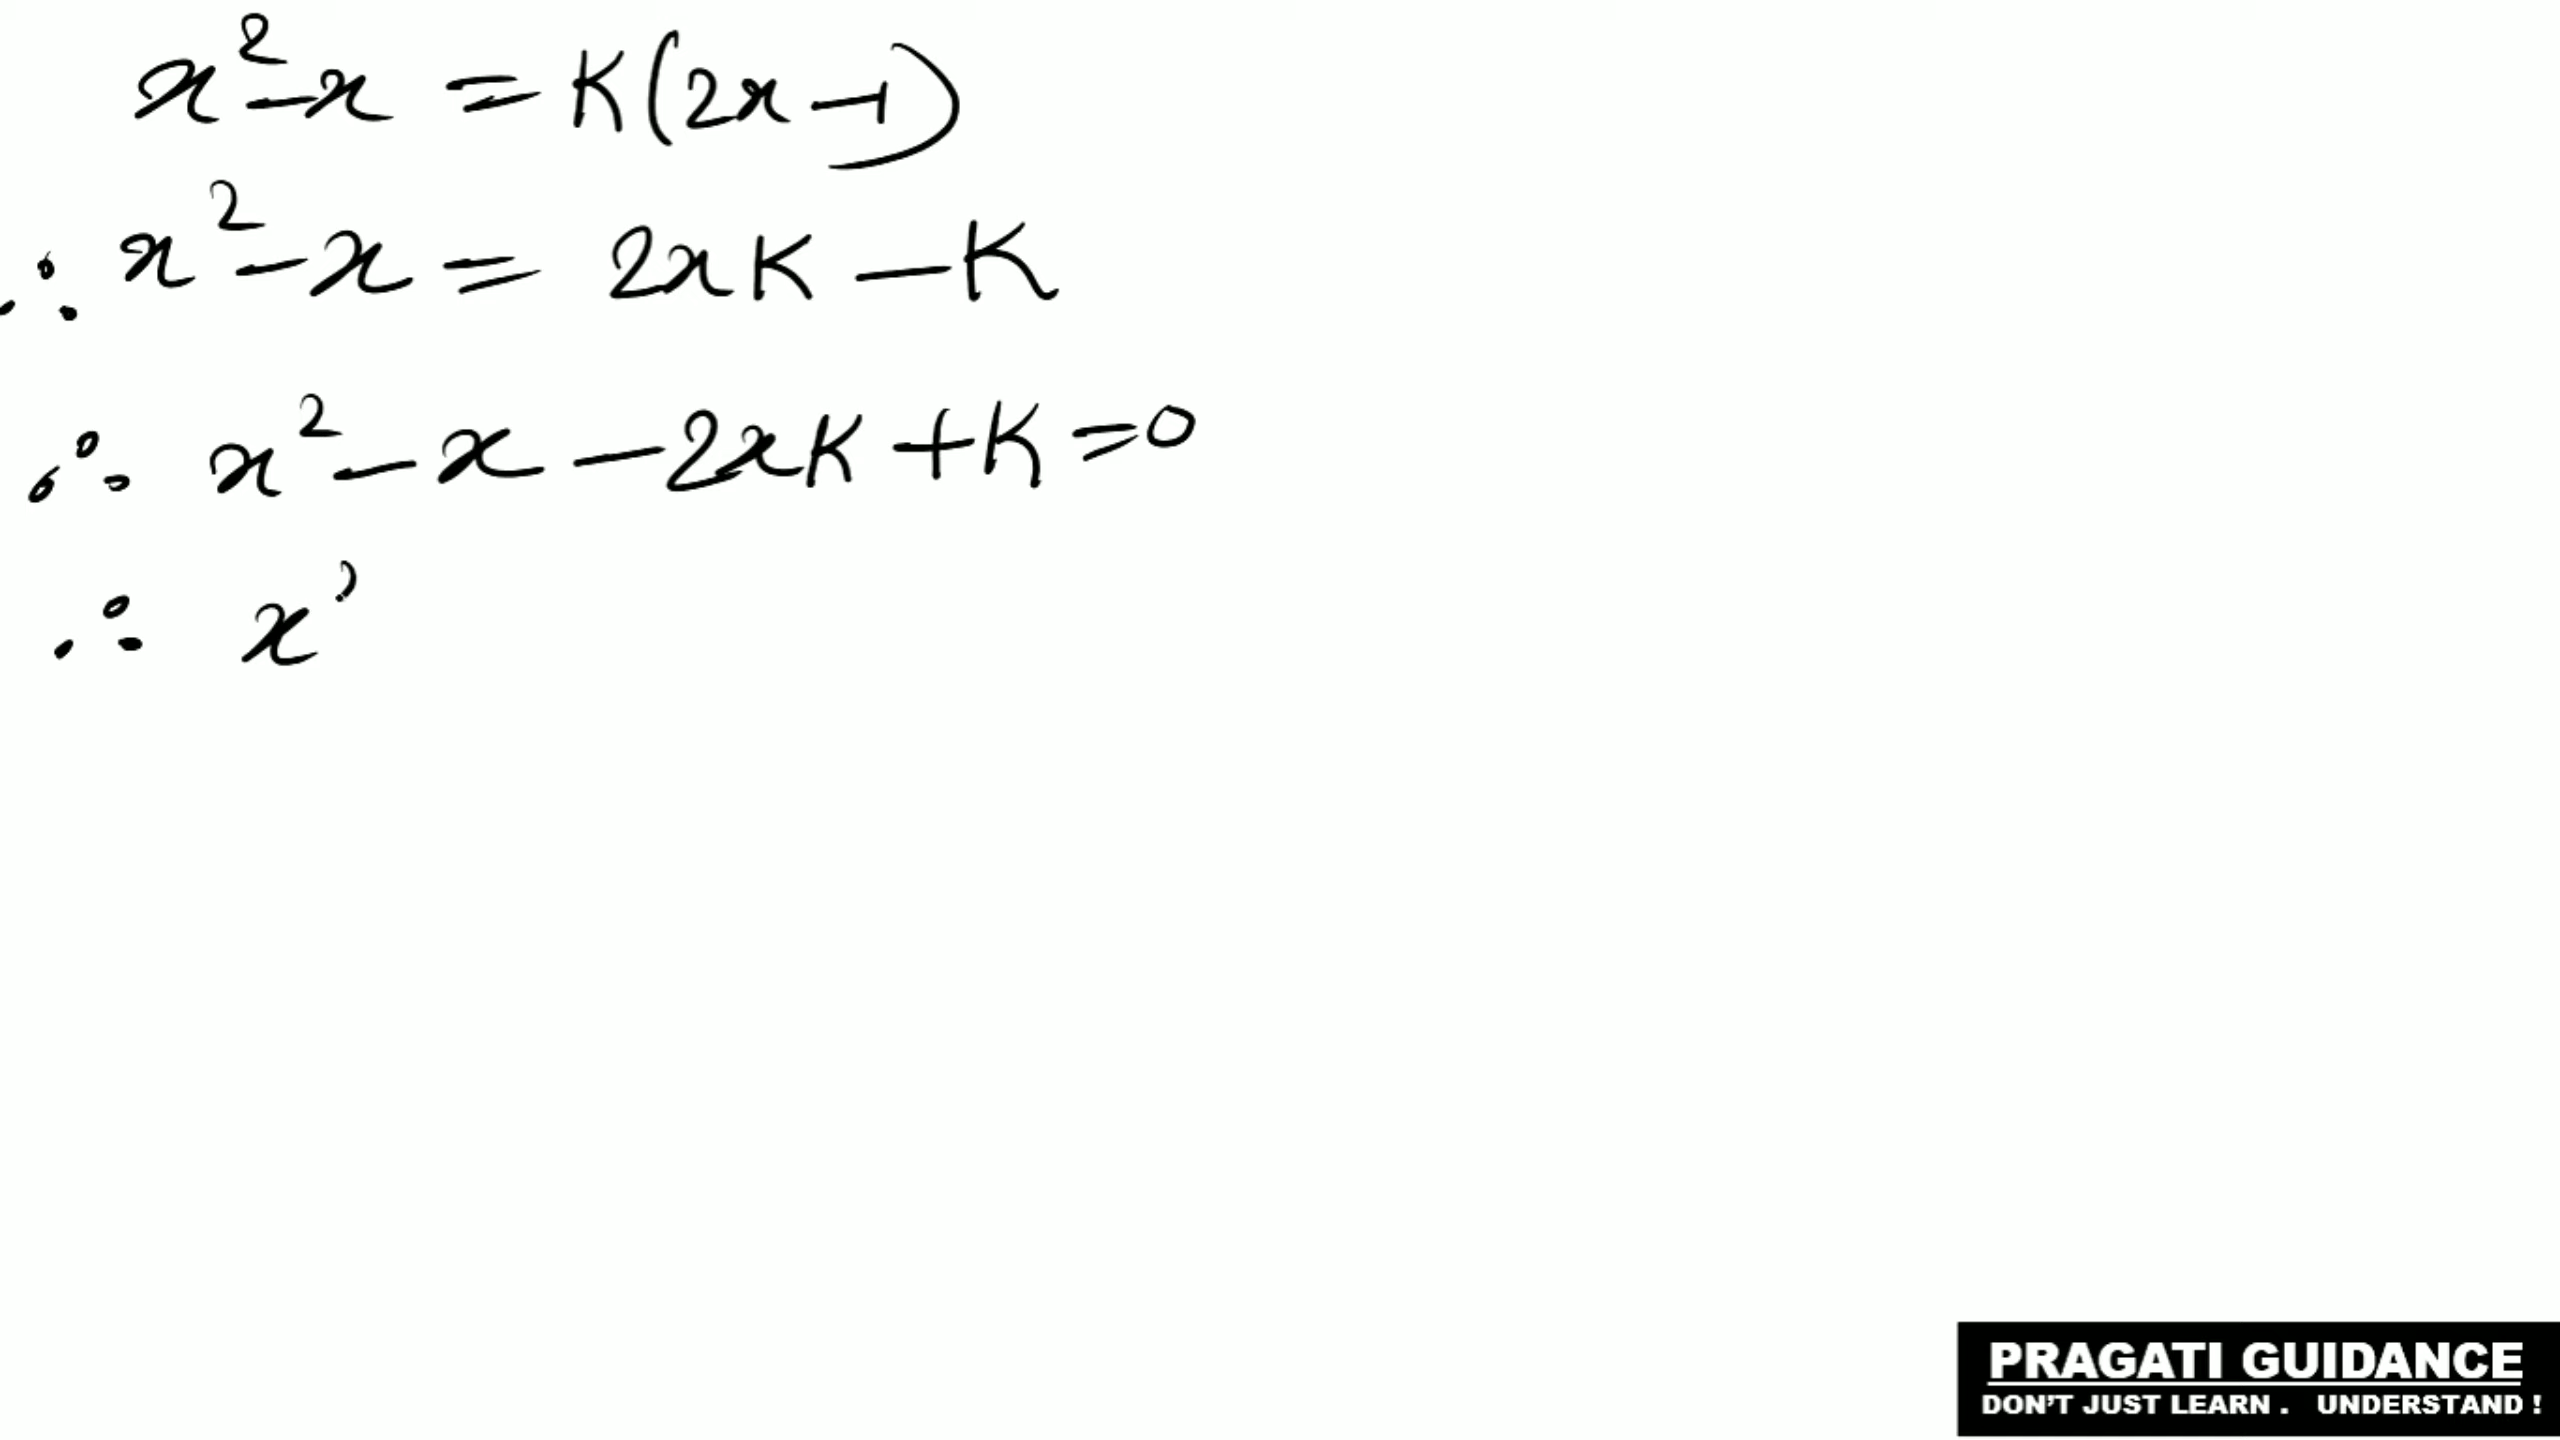 x² - x = K(2x - 1)
∴ x² - x = 2xK - K
∴ x² - x - 2xK + K = 0
∴ x
PRAGATI GUIDANCE
DON'T JUST LEARN . UNDERSTAND !